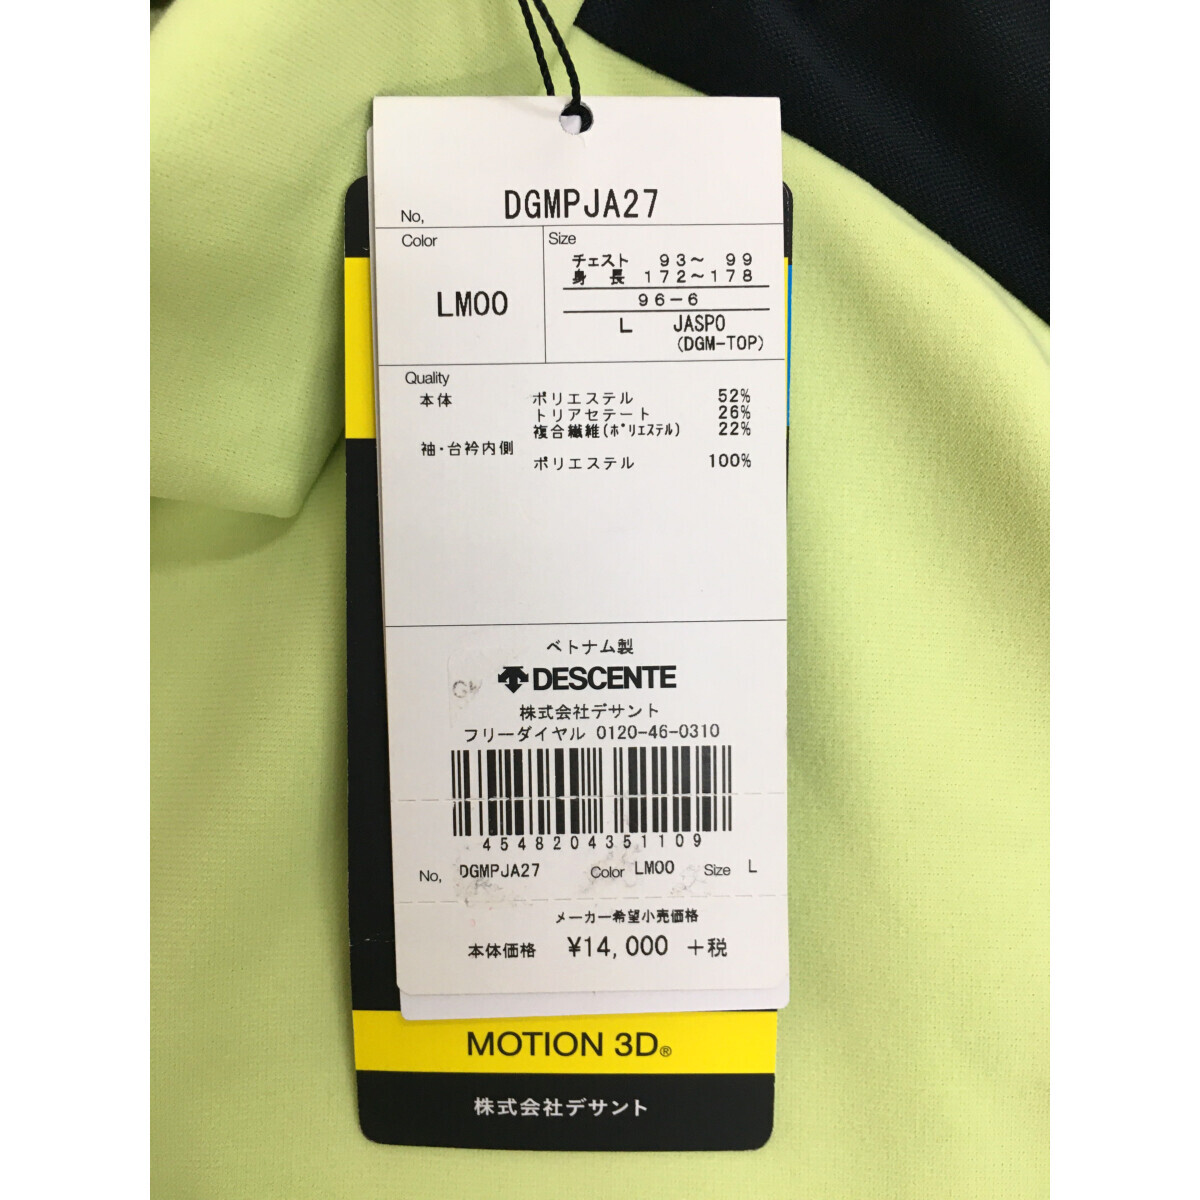 No, DGMPJA27
Color
Size
LM00
チェスト 93～ 99
身 長 172～178
96-6
L JASPO
(DGM-TOP)
Quality
本体 ポリエステル 52%
トリアセテート 26%
複合繊維(ﾎﾟﾘｴｽﾃﾙ) 22%
袖・台衿内側
ポリエステル 100%
ベトナム製
DESCENTE
株式会社デサント
フリーダイヤル 0120-46-0310
4548204351109
No, DGMPJA27 Color LM00 Size L
メーカー希望小売価格
本体価格 ¥14,000 +税
MOTION 3D®
株式会社デサント